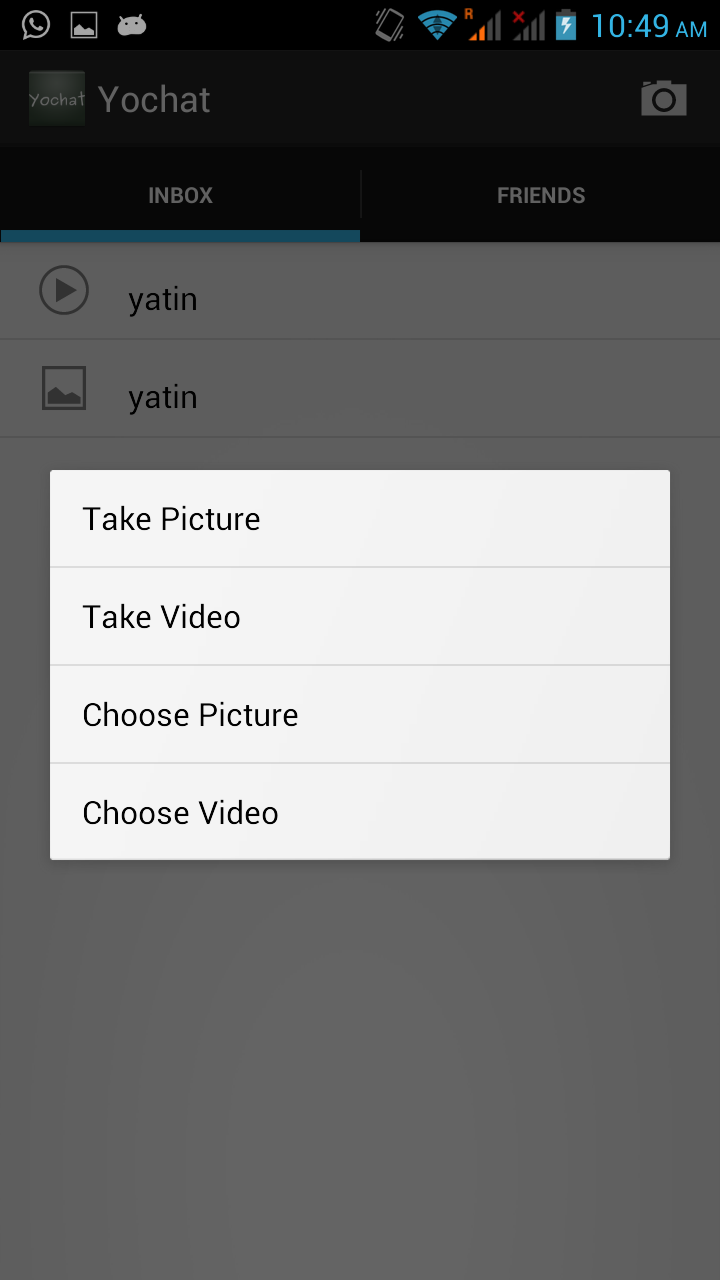 R 10:49 AM
Yochat Yochat
INBOX FRIENDS
yatin
yatin
Take Picture
Take Video
Choose Picture
Choose Video